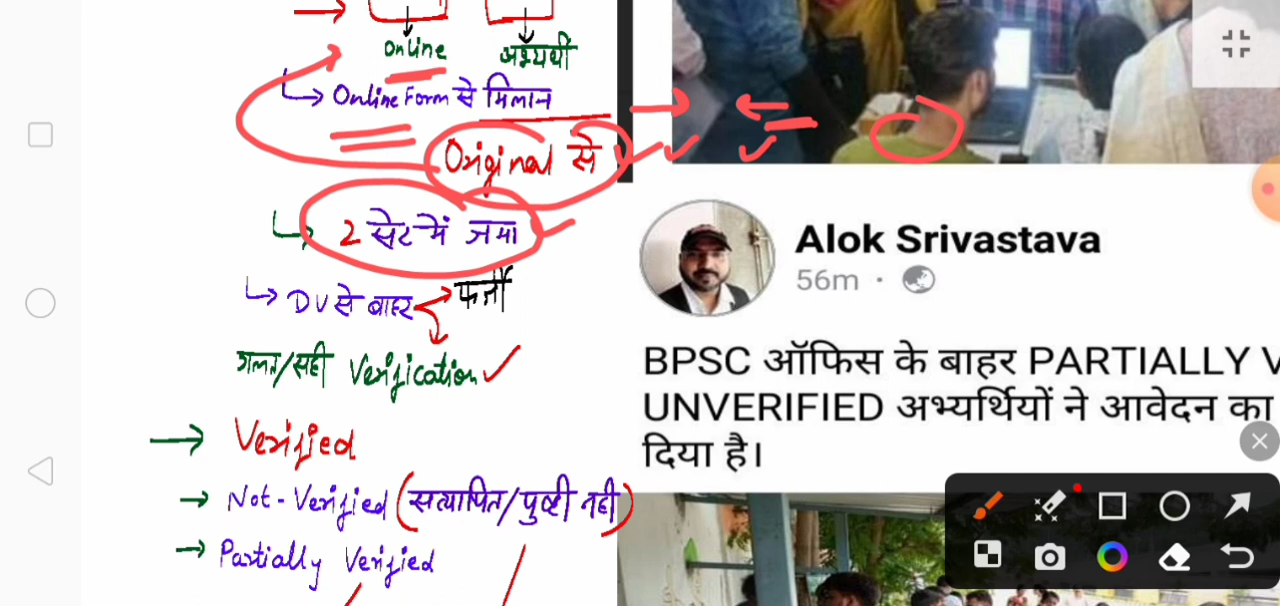 Online
अभ्यर्थी
Online Form से मिलान
Original से
2 सेट में जमा
DV से बाहर
फर्जी
गलत/सही Verification
Verified
Not-Verified (सत्यापित/पुष्टी नही)
Partially Verified
Alok Srivastava
56m ·
BPSC ऑफिस के बाहर PARTIALLY V
UNVERIFIED अभ्यर्थियों ने आवेदन का
दिया है।